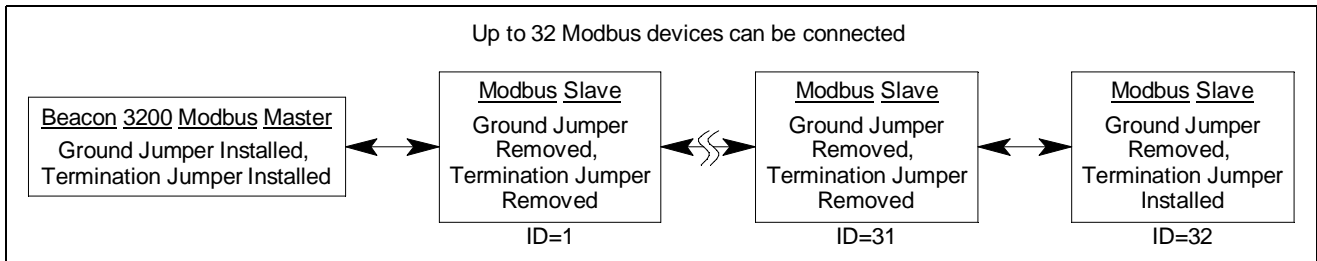 Up to 32 Modbus devices can be connected
Beacon 3200 Modbus Master
Ground Jumper Installed,
Termination Jumper Installed
Modbus Slave
Ground Jumper
Removed,
Termination Jumper
Removed
ID=1
Modbus Slave
Ground Jumper
Removed,
Termination Jumper
Removed
ID=31
Modbus Slave
Ground Jumper
Removed,
Termination Jumper
Installed
ID=32